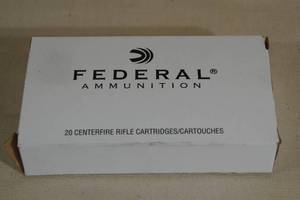 FEDERAL®
AMMUNITION
20 CENTERFIRE RIFLE CARTRIDGES/CARTOUCHES